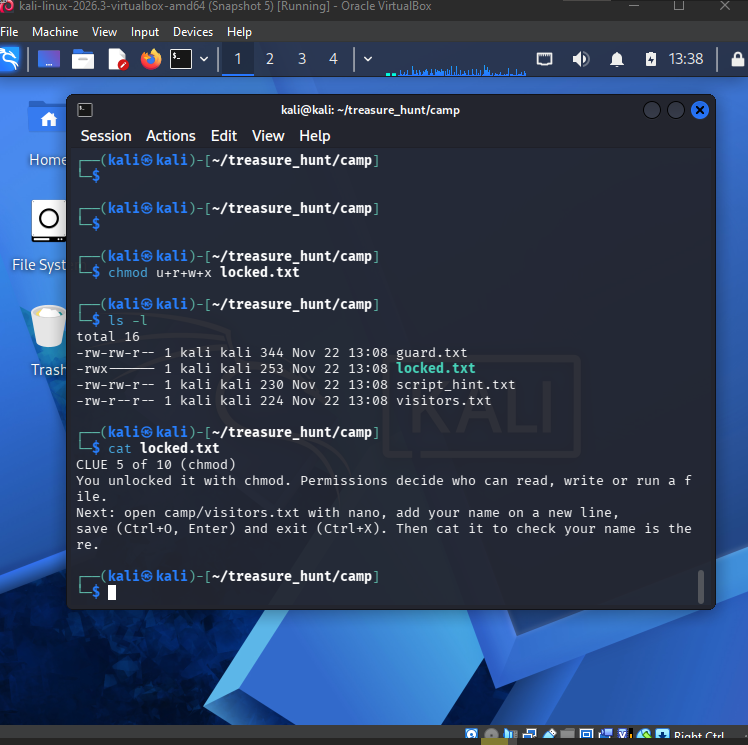 kali-linux-2026.3-virtualbox-amd64 (Snapshot 5) [Running] - Oracle VirtualBox
File Machine View Input Devices Help
1 2 3 4 13:38
kali@kali: ~/treasure_hunt/camp
Session Actions Edit View Help
Home
File Syst
Trash
┌──(kali㉿kali)-[~/treasure_hunt/camp]
└─$
┌──(kali㉿kali)-[~/treasure_hunt/camp]
└─$
┌──(kali㉿kali)-[~/treasure_hunt/camp]
└─$ chmod u+r+w+x locked.txt
┌──(kali㉿kali)-[~/treasure_hunt/camp]
└─$ ls -l
total 16
-rw-rw-r-- 1 kali kali 344 Nov 22 13:08 guard.txt
-rwx------ 1 kali kali 253 Nov 22 13:08 locked.txt
-rw-rw-r-- 1 kali kali 230 Nov 22 13:08 script_hint.txt
-rw-r--r-- 1 kali kali 224 Nov 22 13:08 visitors.txt
┌──(kali㉿kali)-[~/treasure_hunt/camp]
└─$ cat locked.txt
CLUE 5 of 10 (chmod)
You unlocked it with chmod. Permissions decide who can read, write or run a f
ile.
Next: open camp/visitors.txt with nano, add your name on a new line,
save (Ctrl+O, Enter) and exit (Ctrl+X). Then cat it to check your name is the
re.
┌──(kali㉿kali)-[~/treasure_hunt/camp]
└─$
KALI
Right Ctrl